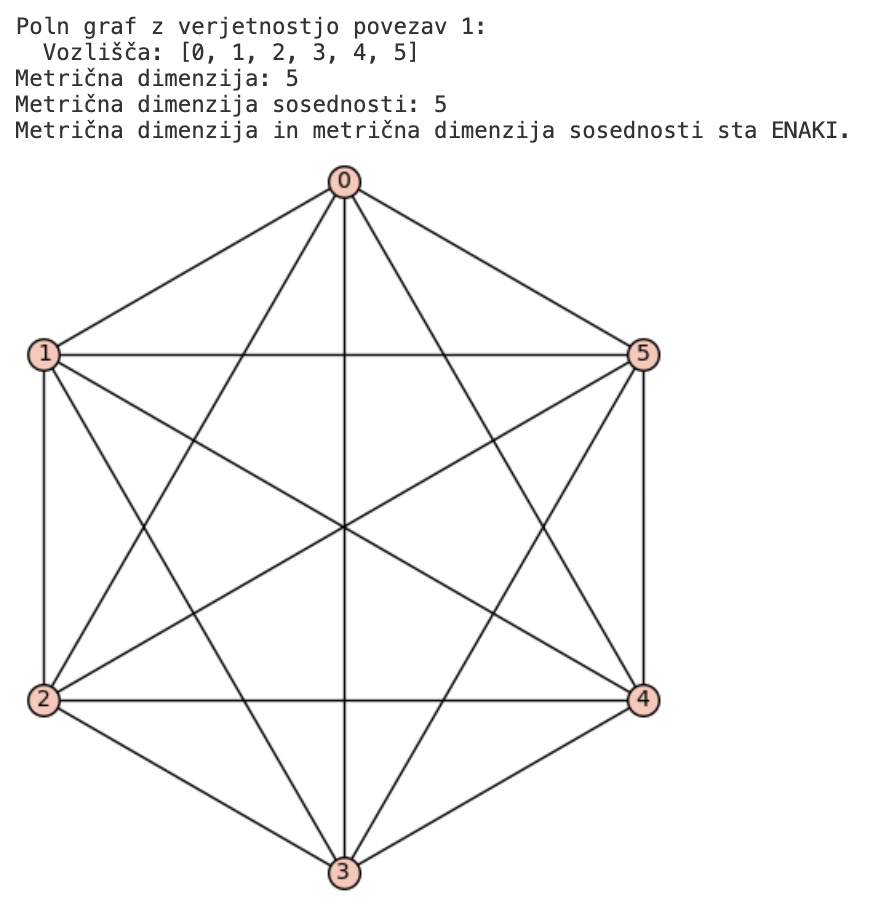 Poln graf z verjetnostjo povezav 1:
Vozlišča: [0, 1, 2, 3, 4, 5]
Metrična dimenzija: 5
Metrična dimenzija sosednosti: 5
Metrična dimenzija in metrična dimenzija sosednosti sta ENAKI.
0
1
5
2
4
3